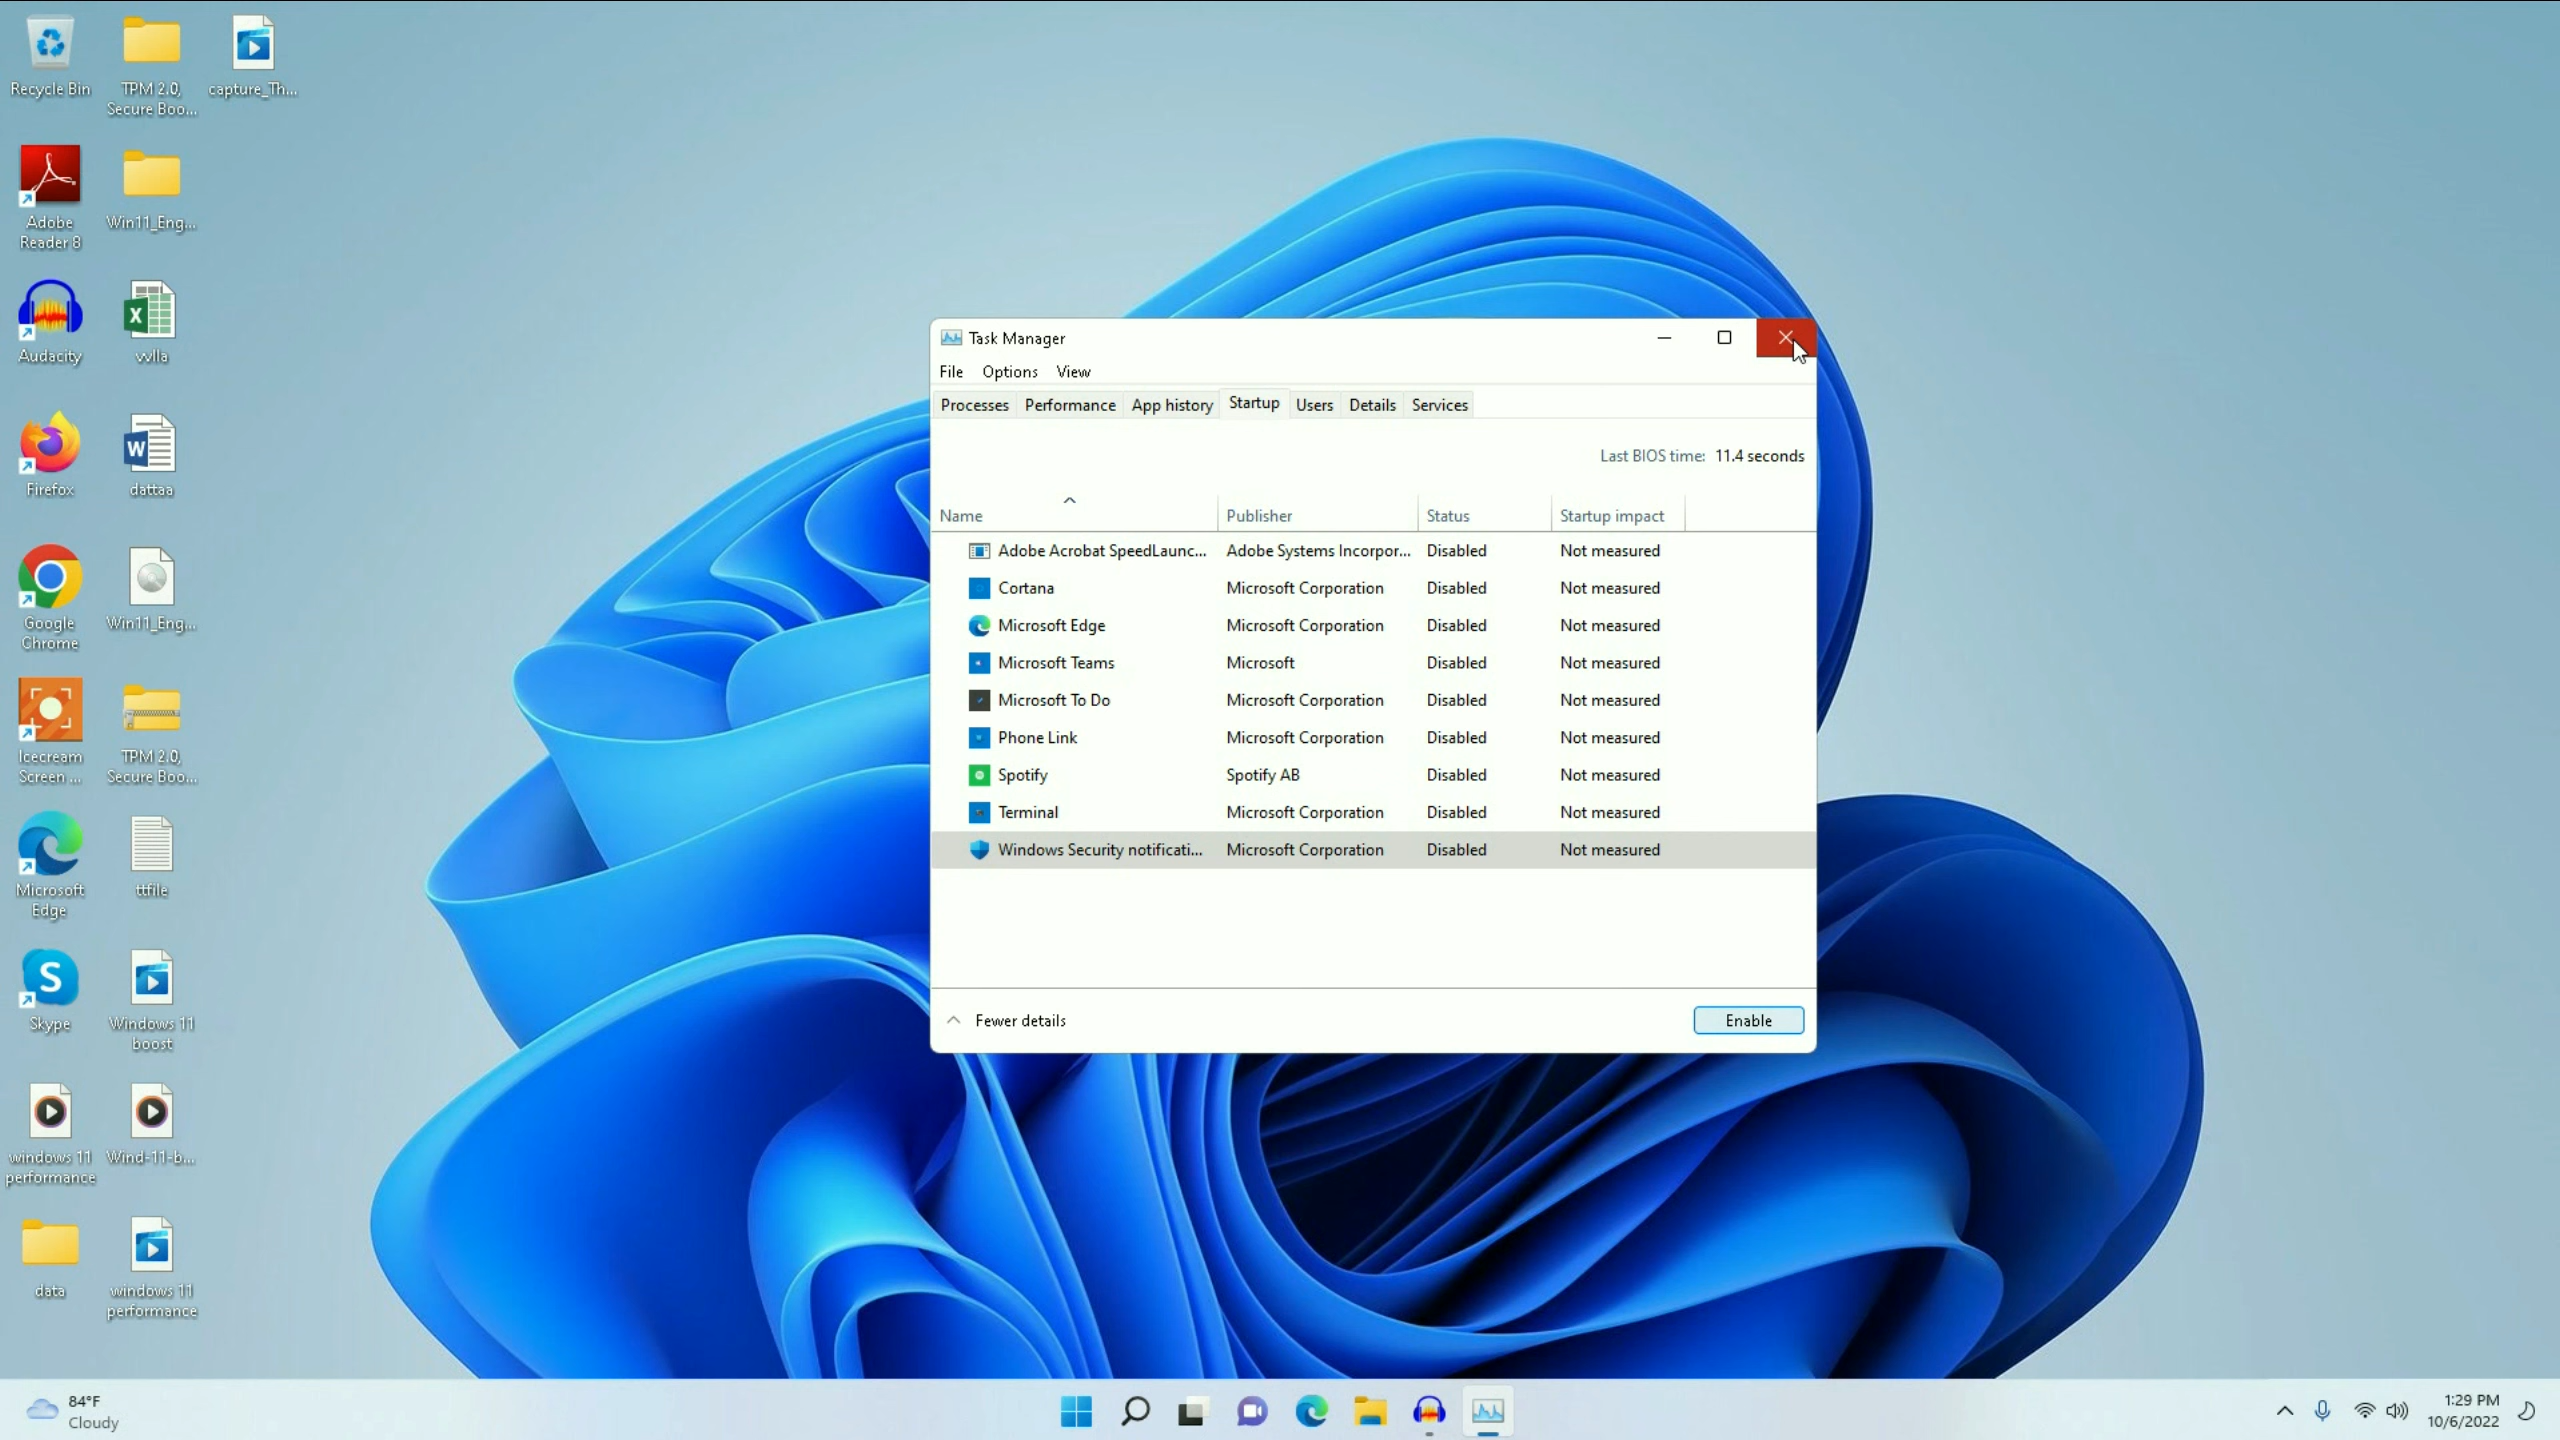 Recycle Bin
TPM 2.0,
Secure Boo...
capture_Th...
Adobe
Reader 8
Win11_Eng...
Audacity
vvlla
Firefox
dattaa
Google
Chrome
Win11_Eng...
Icecream
Screen ...
TPM 2.0,
Secure Boo...
Microsoft
Edge
ttfile
Skype
Windows 11
boost
windows 11
performance
Wind-11-b...
data
windows 11
performance
Task Manager
File Options View
Processes Performance App history Startup Users Details Services
Last BIOS time: 11.4 seconds
Name Publisher Status Startup impact
Adobe Acrobat SpeedLaunc... Adobe Systems Incorpor... Disabled Not measured
Cortana Microsoft Corporation Disabled Not measured
Microsoft Edge Microsoft Corporation Disabled Not measured
Microsoft Teams Microsoft Disabled Not measured
Microsoft To Do Microsoft Corporation Disabled Not measured
Phone Link Microsoft Corporation Disabled Not measured
Spotify Spotify AB Disabled Not measured
Terminal Microsoft Corporation Disabled Not measured
Windows Security notificati... Microsoft Corporation Disabled Not measured
Fewer details Enable
84°F
Cloudy
1:29 PM
10/6/2022